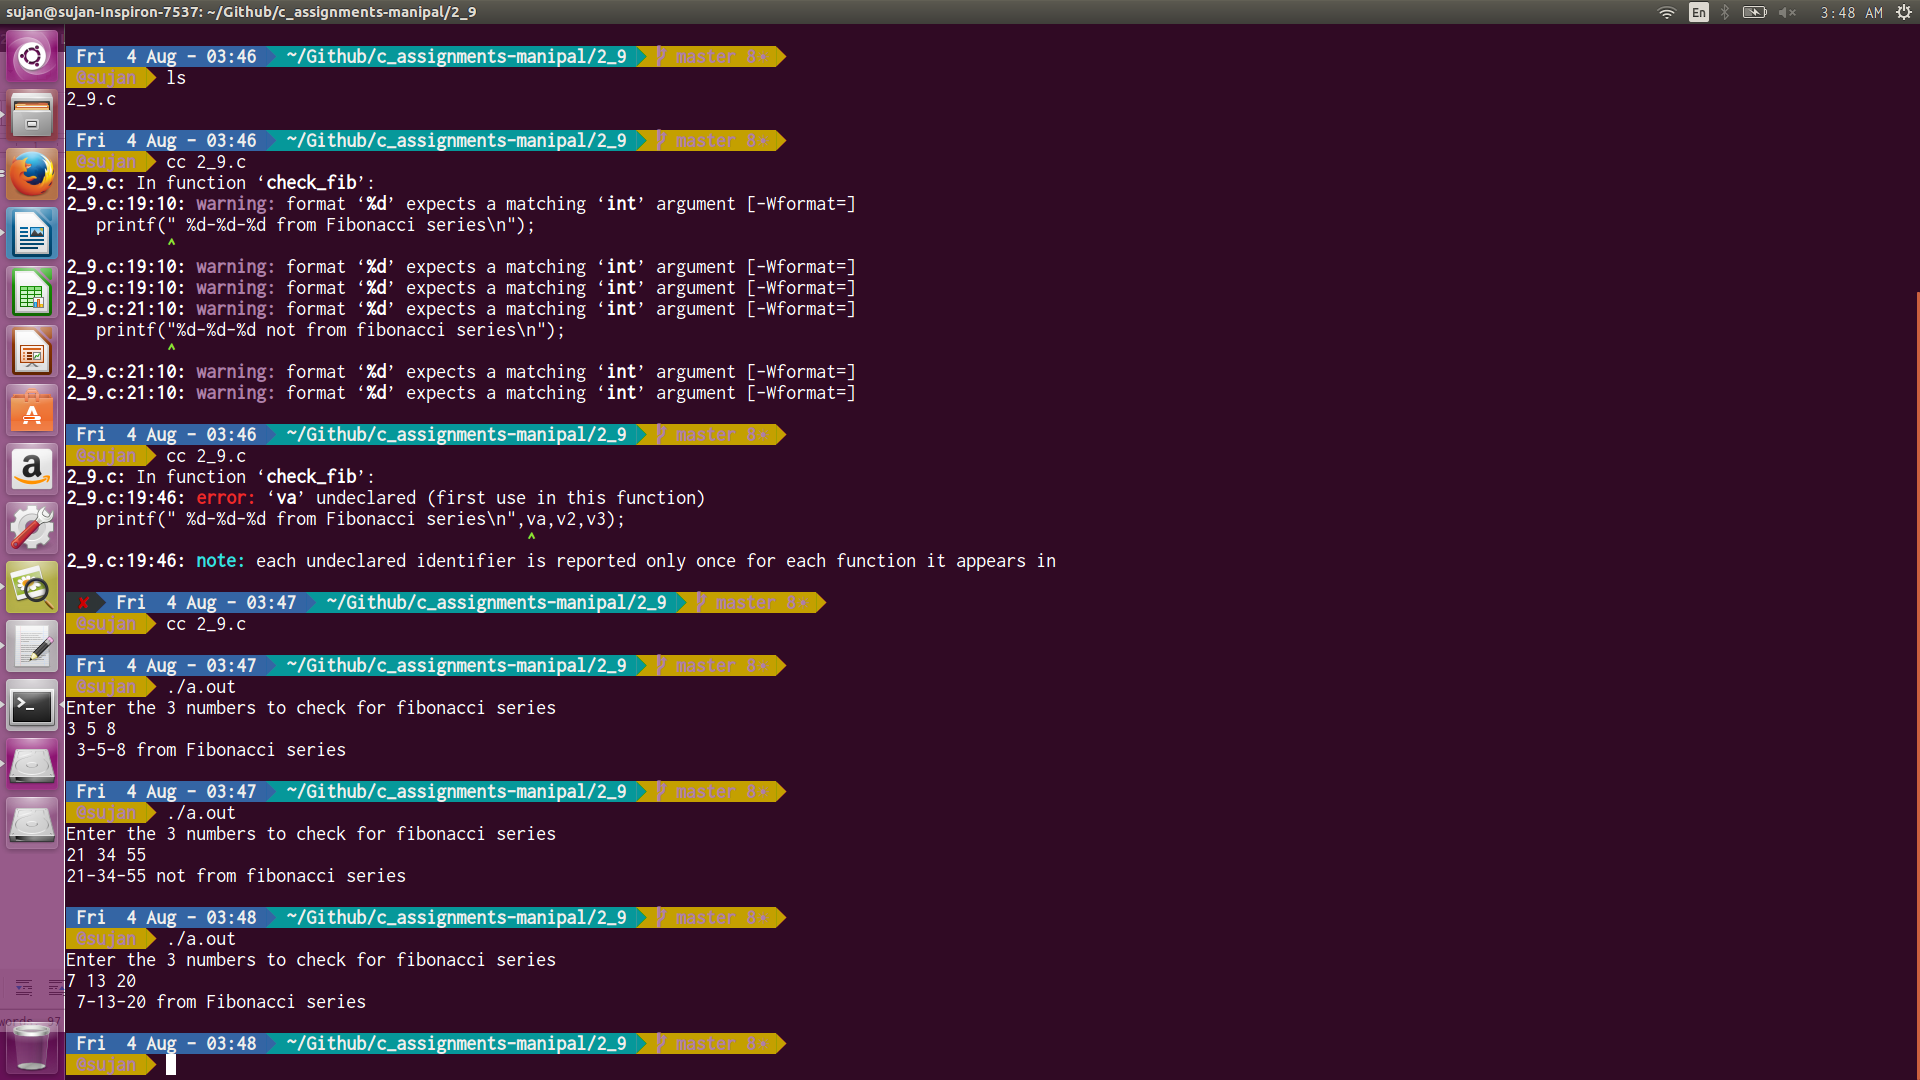 sujan@sujan-Inspiron-7537: ~/Github/c_assignments-manipal/2_9
En
3:48 AM
Fri 4 Aug - 03:46 ~/Github/c_assignments-manipal/2_9 master 8*
@sujan ls
2_9.c
Fri 4 Aug - 03:46 ~/Github/c_assignments-manipal/2_9 master 8*
@sujan cc 2_9.c
2_9.c: In function ‘check_fib’:
2_9.c:19:10: warning: format ‘%d’ expects a matching ‘int’ argument [-Wformat=]
printf(" %d-%d-%d from Fibonacci series\n");
^
2_9.c:19:10: warning: format ‘%d’ expects a matching ‘int’ argument [-Wformat=]
2_9.c:19:10: warning: format ‘%d’ expects a matching ‘int’ argument [-Wformat=]
2_9.c:21:10: warning: format ‘%d’ expects a matching ‘int’ argument [-Wformat=]
printf("%d-%d-%d not from fibonacci series\n");
^
2_9.c:21:10: warning: format ‘%d’ expects a matching ‘int’ argument [-Wformat=]
2_9.c:21:10: warning: format ‘%d’ expects a matching ‘int’ argument [-Wformat=]
Fri 4 Aug - 03:46 ~/Github/c_assignments-manipal/2_9 master 8*
@sujan cc 2_9.c
2_9.c: In function ‘check_fib’:
2_9.c:19:46: error: ‘va’ undeclared (first use in this function)
printf(" %d-%d-%d from Fibonacci series\n",va,v2,v3);
^
2_9.c:19:46: note: each undeclared identifier is reported only once for each function it appears in
✘ Fri 4 Aug - 03:47 ~/Github/c_assignments-manipal/2_9 master 8*
@sujan cc 2_9.c
Fri 4 Aug - 03:47 ~/Github/c_assignments-manipal/2_9 master 8*
@sujan ./a.out
Enter the 3 numbers to check for fibonacci series
3 5 8
3-5-8 from Fibonacci series
Fri 4 Aug - 03:47 ~/Github/c_assignments-manipal/2_9 master 8*
@sujan ./a.out
Enter the 3 numbers to check for fibonacci series
21 34 55
21-34-55 not from fibonacci series
Fri 4 Aug - 03:48 ~/Github/c_assignments-manipal/2_9 master 8*
@sujan ./a.out
Enter the 3 numbers to check for fibonacci series
7 13 20
7-13-20 from Fibonacci series
Fri 4 Aug - 03:48 ~/Github/c_assignments-manipal/2_9 master 8*
@sujan